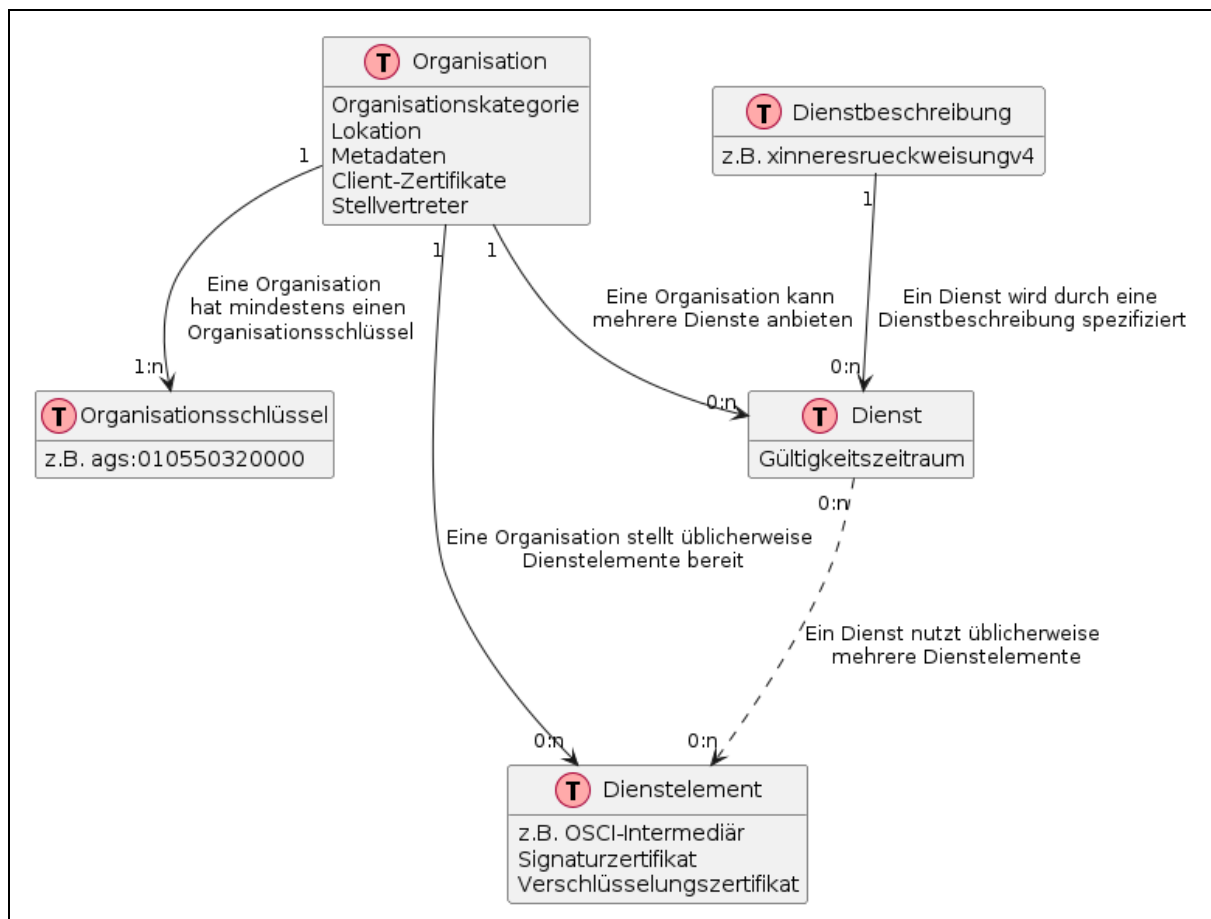 T Organisation
Organisationskategorie
Lokation
Metadaten
Client-Zertifikate
Stellvertreter
T Dienstbeschreibung
z.B. xinneresrueckweisungv4
1
1
1
1
Eine Organisation
hat mindestens einen
Organisationsschlüssel
Eine Organisation kann
mehrere Dienste anbieten
Ein Dienst wird durch eine
Dienstbeschreibung spezifiziert
1:n
0:n
0:n
T Organisationsschlüssel
z.B. ags:010550320000
T Dienst
Gültigkeitszeitraum
0:n
Eine Organisation stellt üblicherweise
Dienstelemente bereit
Ein Dienst nutzt üblicherweise
mehrere Dienstelemente
0:n
0:n
T Dienstelement
z.B. OSCI-Intermediär
Signaturzertifikat
Verschlüsselungszertifikat